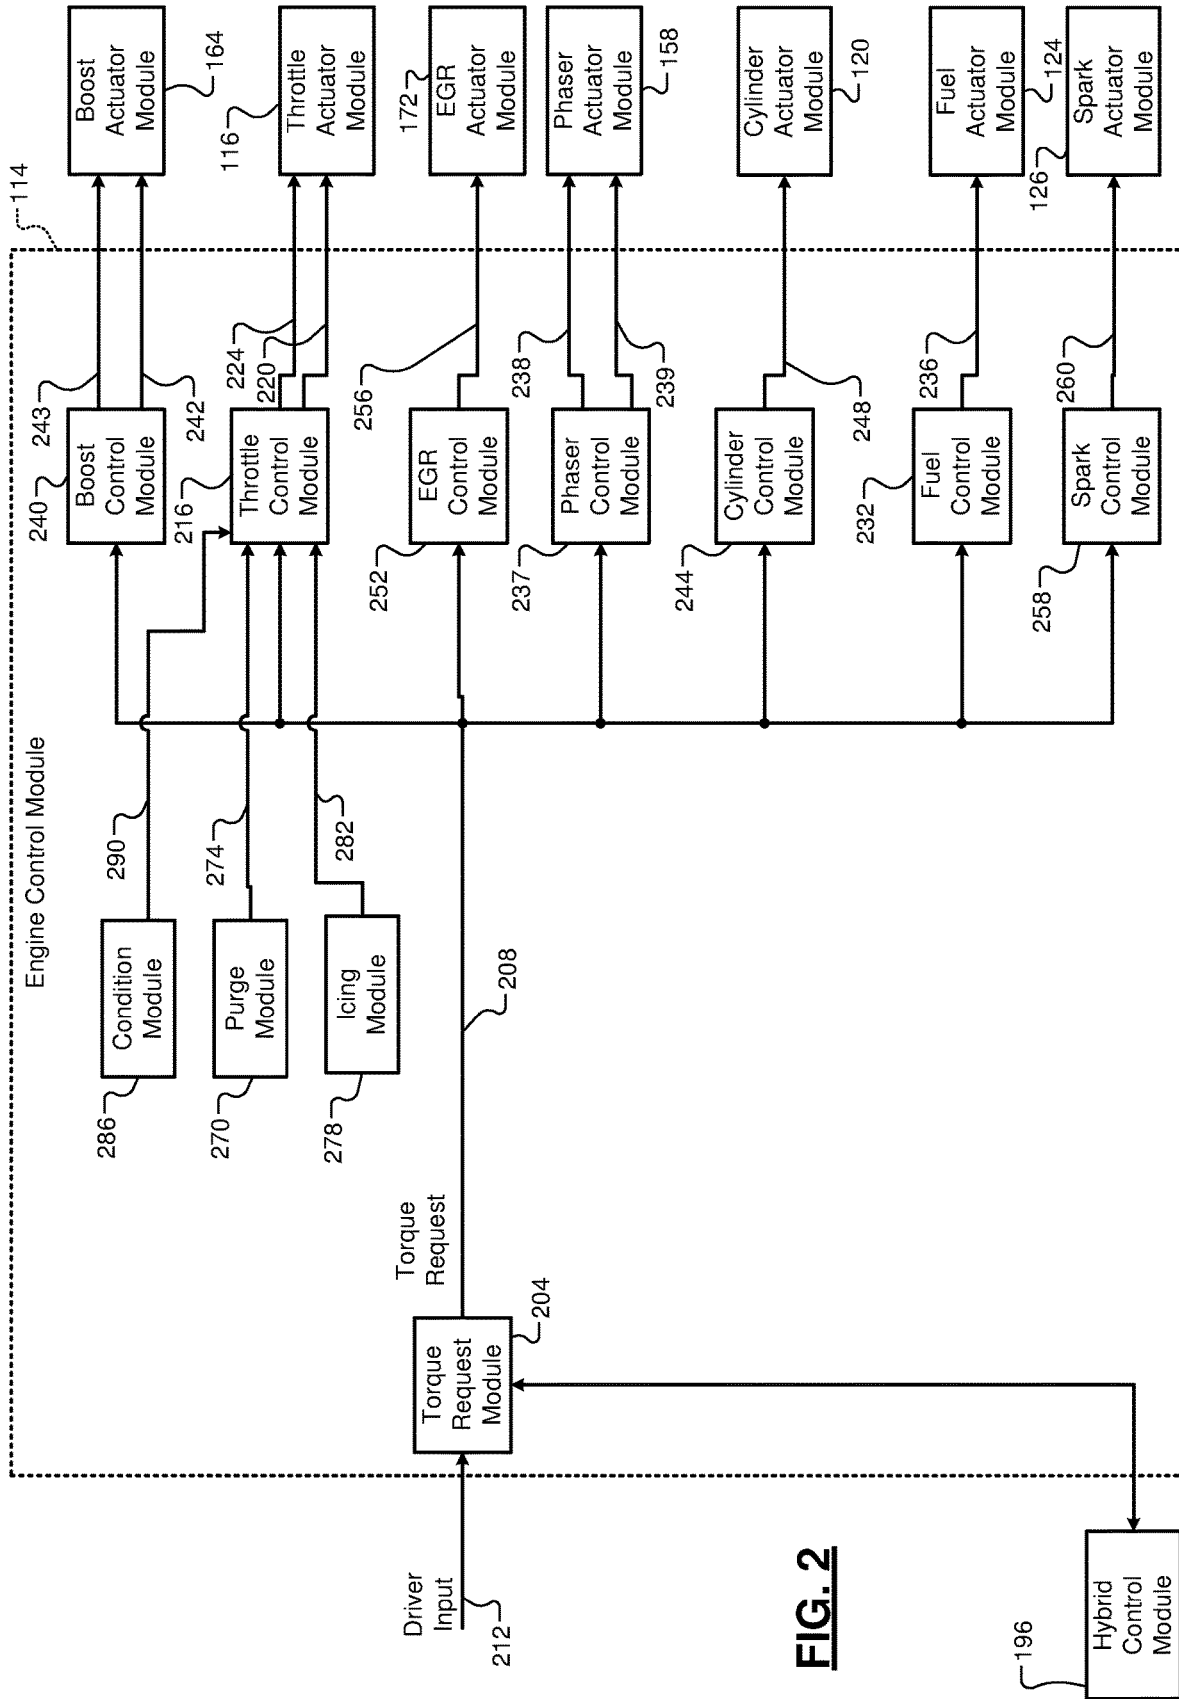 Engine Control Module
114
Driver
Input
212
Torque
Request
Module
204
Torque
Request
208
Hybrid
Control
Module
196
Condition
Module
286
290
Purge
Module
270
274
Icing
Module
278
282
240
Boost
Control
Module
243
242
Boost
Actuator
Module
164
216
Throttle
Control
Module
224
220
116
Throttle
Actuator
Module
252
EGR
Control
Module
256
172
EGR
Actuator
Module
237
Phaser
Control
Module
238
239
Phaser
Actuator
Module
158
244
Cylinder
Control
Module
248
Cylinder
Actuator
Module
120
232
Fuel
Control
Module
236
Fuel
Actuator
Module
124
258
Spark
Control
Module
260
126
Spark
Actuator
Module
FIG. 2